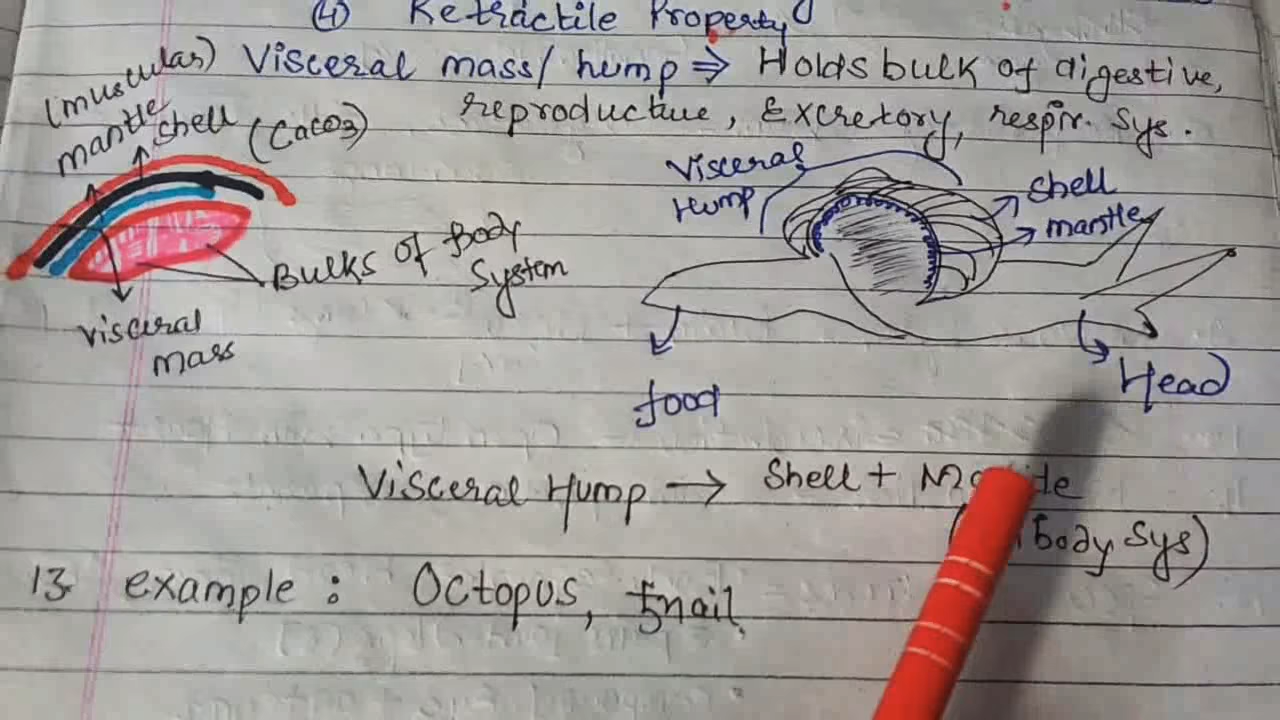 (4) Retractile Property
Visceral mass/hump ⇒ Holds bulk of digestive,
reproductive, Excretory, respir. Sys.
(muscular)
mantle
shell (CaCO3)
Bulks of Body
System
visceral
mass
Visceral
Hump
shell
mantle
food
Head
Visceral Hump → Shell +
Body Sys)
13. example : Octopus, Snail.